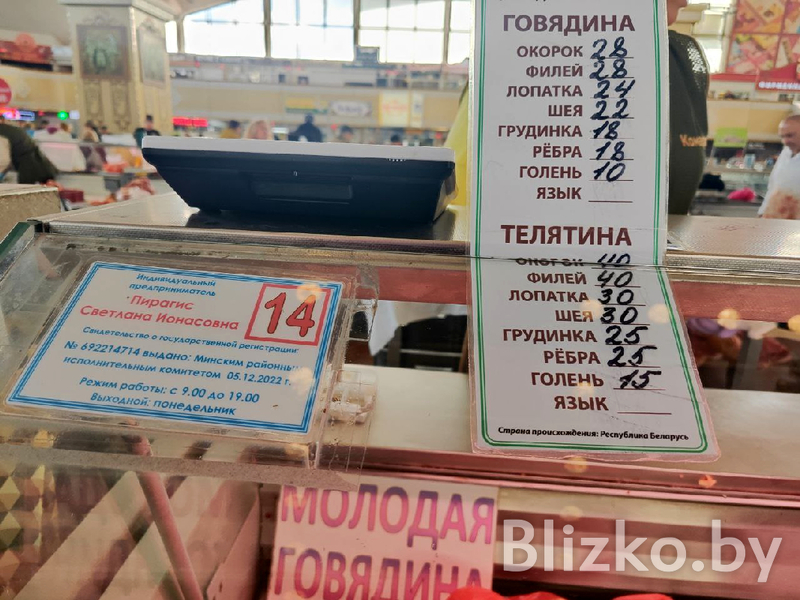 ГОВЯДИНА
ОКОРОК 28
ФИЛЕЙ 28
ЛОПАТКА 24
ШЕЯ 22
ГРУДИНКА 18
РЁБРА 18
ГОЛЕНЬ 10
ЯЗЫК
ТЕЛЯТИНА
ОКОРОК 40
ФИЛЕЙ 40
ЛОПАТКА 30
ШЕЯ 30
ГРУДИНКА 25
РЁБРА 25
ГОЛЕНЬ 15
ЯЗЫК
Страна происхождения: Республика Беларусь
Индивидуальный
предприниматель
Пирагис
Светлана Ионасовна
14
Свидетельство о государственной регистрации:
№ 692214714 выдано: Минским районным
исполнительным комитетом 05.12.2022 г.
Режим работы: с 9.00 до 19.00
Выходной: понедельник
МОЛОДАЯ
ГОВЯДИНА
Blizko.by